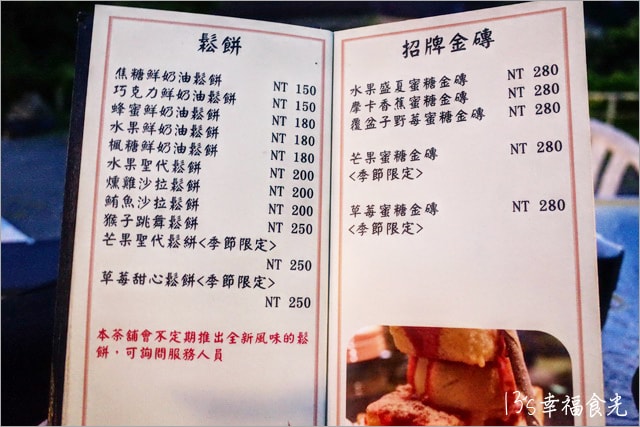 鬆餅
焦糖鮮奶油鬆餅 NT 150
巧克力鮮奶油鬆餅 NT 150
蜂蜜鮮奶油鬆餅 NT 180
水果鮮奶油鬆餅 NT 180
楓糖鮮奶油鬆餅 NT 180
水果聖代鬆餅 NT 200
燻雞沙拉鬆餅 NT 200
鮪魚沙拉鬆餅 NT 200
猴子跳舞鬆餅 NT 250
芒果聖代鬆餅<季節限定>
NT 250
草莓甜心鬆餅<季節限定>
NT 250
本茶舖會不定期推出全新風味的鬆
餅，可詢問服務人員
招牌金磚
水果盛夏蜜糖金磚 NT 280
摩卡香蕉蜜糖金磚 NT 280
覆盆子野莓蜜糖金磚 NT 280
芒果蜜糖金磚 NT 280
<季節限定>
草莓蜜糖金磚 NT 280
<季節限定>
13's幸福食光